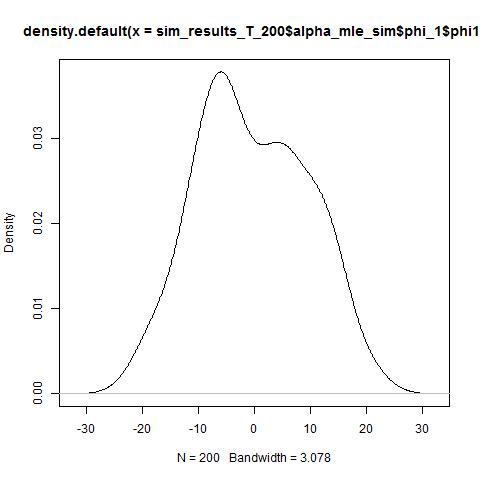 density.default(x = sim_results_T_200$alpha_mle_sim$phi_1$phi1
Density
0.03
0.02
0.01
0.00
-30 -20 -10 0 10 20 30
N = 200 Bandwidth = 3.078